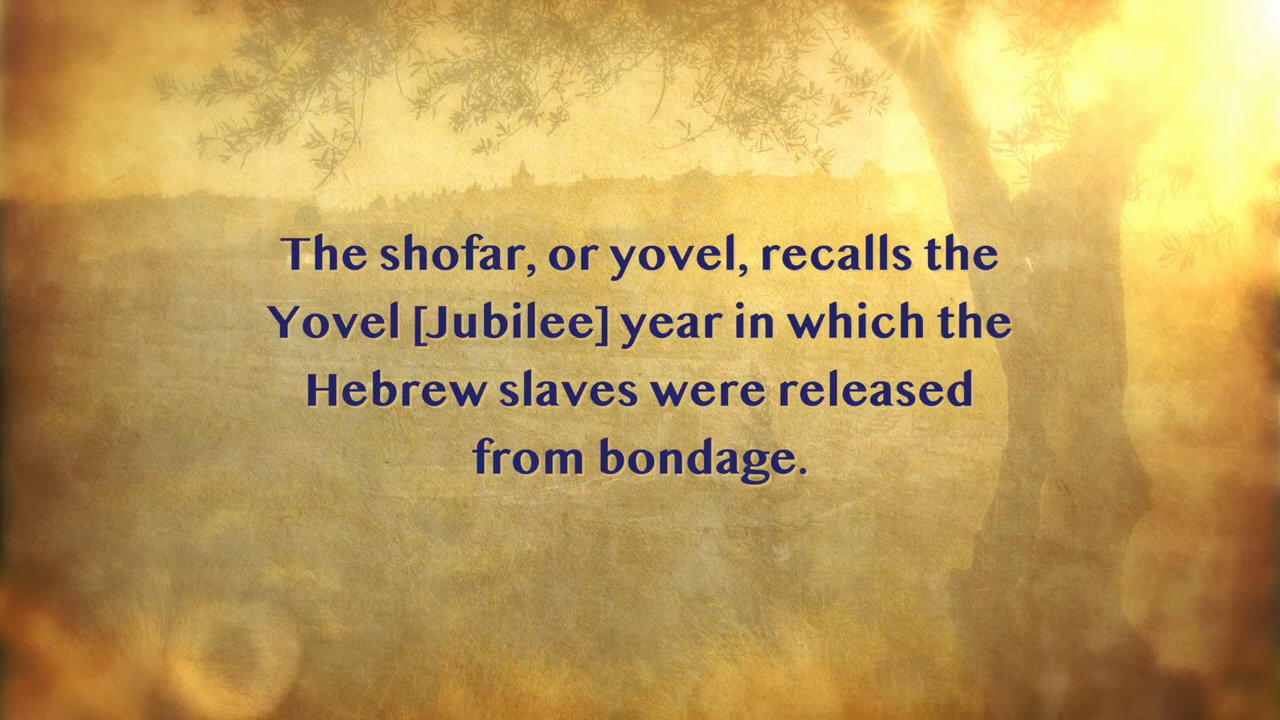 The shofar, or yovel, recalls the
Yovel [Jubilee] year in which the
Hebrew slaves were released
from bondage.